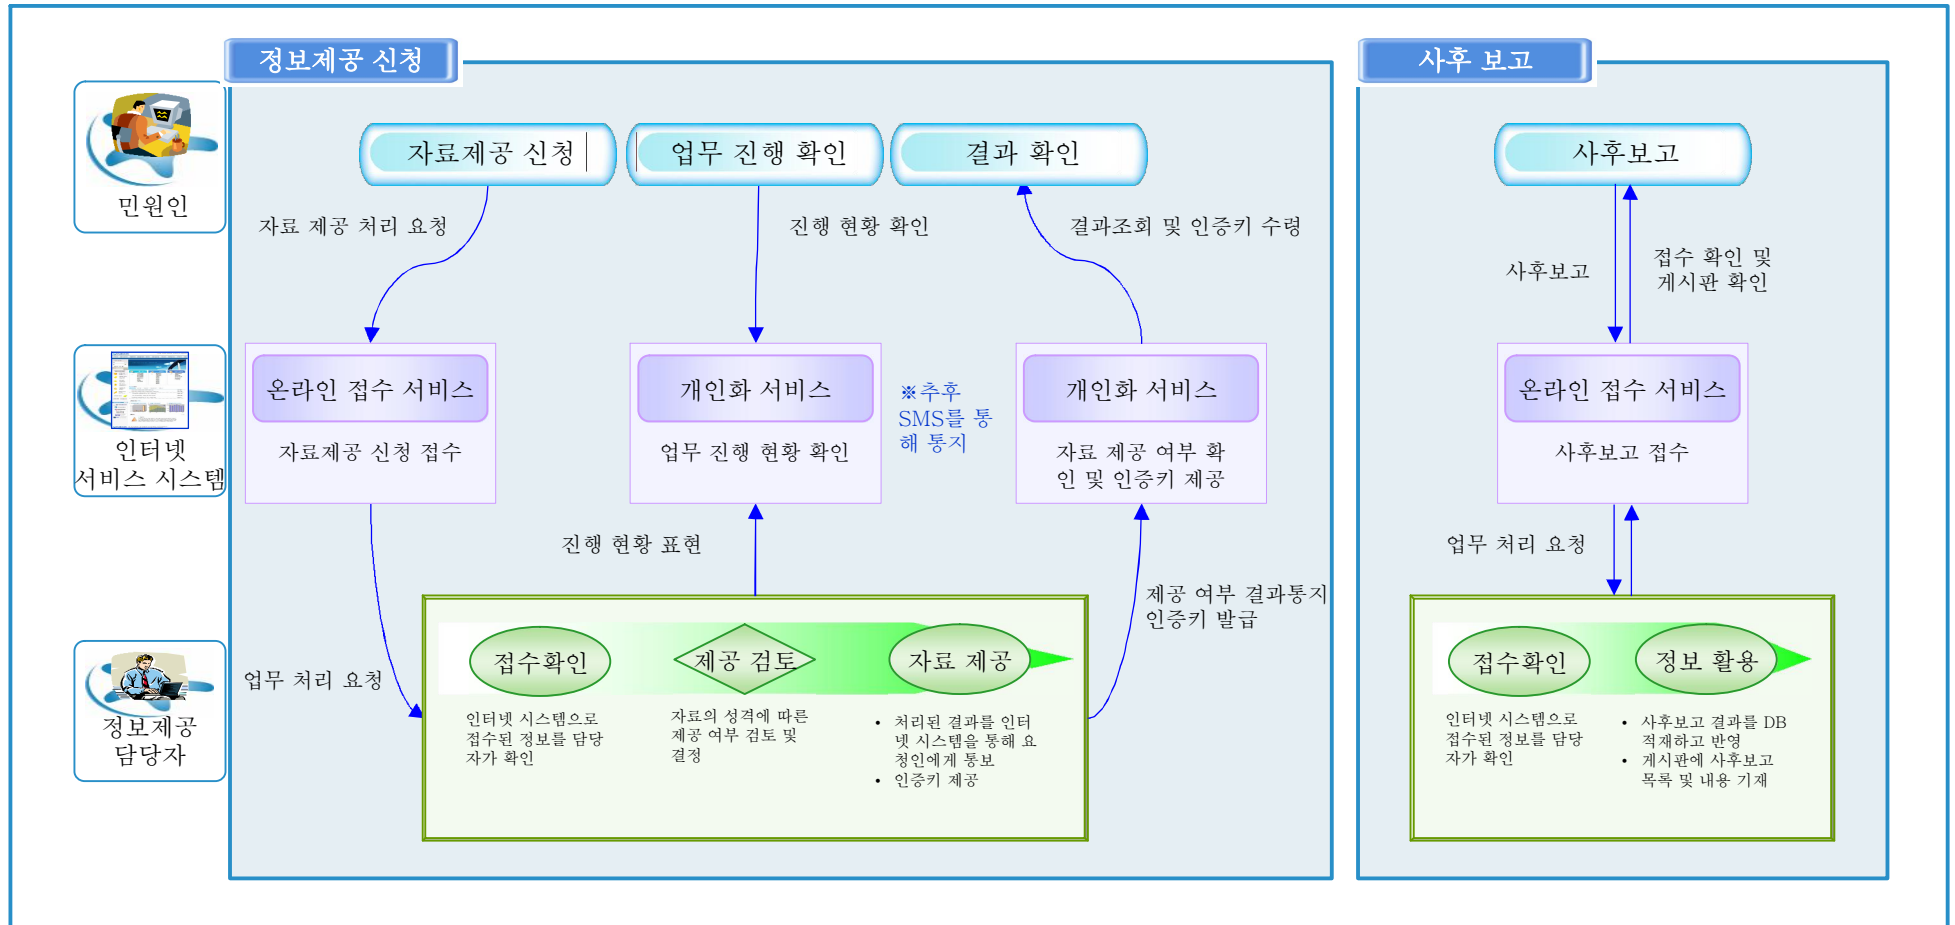 정보제공 신청
사후 보고
민원인
자료제공 신청
업무 진행 확인
결과 확인
사후보고
자료 제공 처리 요청
진행 현황 확인
결과조회 및 인증키 수령
사후보고
접수 확인 및
게시판 확인
인터넷
서비스 시스템
온라인 접수 서비스
자료제공 신청 접수
개인화 서비스
업무 진행 현황 확인
※추후
SMS를 통
해 통지
개인화 서비스
자료 제공 여부 확
인 및 인증키 제공
온라인 접수 서비스
사후보고 접수
진행 현황 표현
제공 여부 결과통지
인증키 발급
업무 처리 요청
정보제공
담당자
업무 처리 요청
접수확인
인터넷 시스템으로
접수된 정보를 담당
자가 확인
제공 검토
자료의 성격에 따른
제공 여부 검토 및
결정
자료 제공
• 처리된 결과를 인터
넷 시스템을 통해 요
청인에게 통보
• 인증키 제공
접수확인
인터넷 시스템으로
접수된 정보를 담당
자가 확인
정보 활용
• 사후보고 결과를 DB
적재하고 반영
• 게시판에 사후보고
목록 및 내용 기재